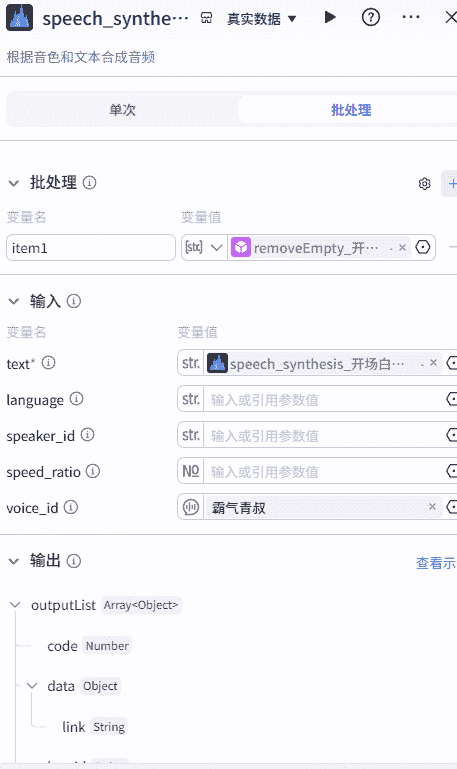 speech_synthe··· 真实数据
根据音色和文本合成音频
单次 批处理
批处理
变量名 变量值
item1 [str] removeEmpty_开···
输入
变量名 变量值
text* str. speech_synthesis_开场白···
language str. 输入或引用参数值
speaker_id str. 输入或引用参数值
speed_ratio № 输入或引用参数值
voice_id 霸气青叔
输出 查看示
outputList Array<Object>
code Number
data Object
link String